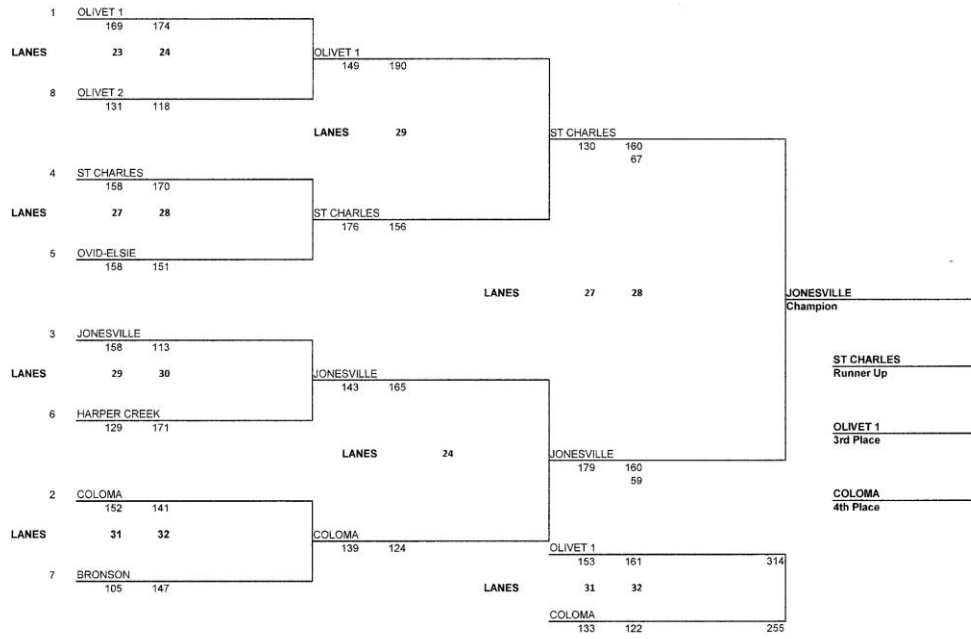 1 OLIVET 1
169 174
LANES 23 24
OLIVET 1
149 190
8 OLIVET 2
131 118
LANES 29
ST CHARLES
130 160
67
4 ST CHARLES
158 170
LANES 27 28
ST CHARLES
176 156
5 OVID-ELSIE
158 151
LANES 27 28
JONESVILLE
Champion
3 JONESVILLE
158 113
ST CHARLES
Runner Up
LANES 29 30
JONESVILLE
143 165
6 HARPER CREEK
129 171
OLIVET 1
3rd Place
LANES 24
JONESVILLE
179 160
59
2 COLOMA
152 141
COLOMA
4th Place
LANES 31 32
COLOMA
139 124
OLIVET 1
153 161 314
7 BRONSON
105 147
LANES 31 32
COLOMA
133 122 255